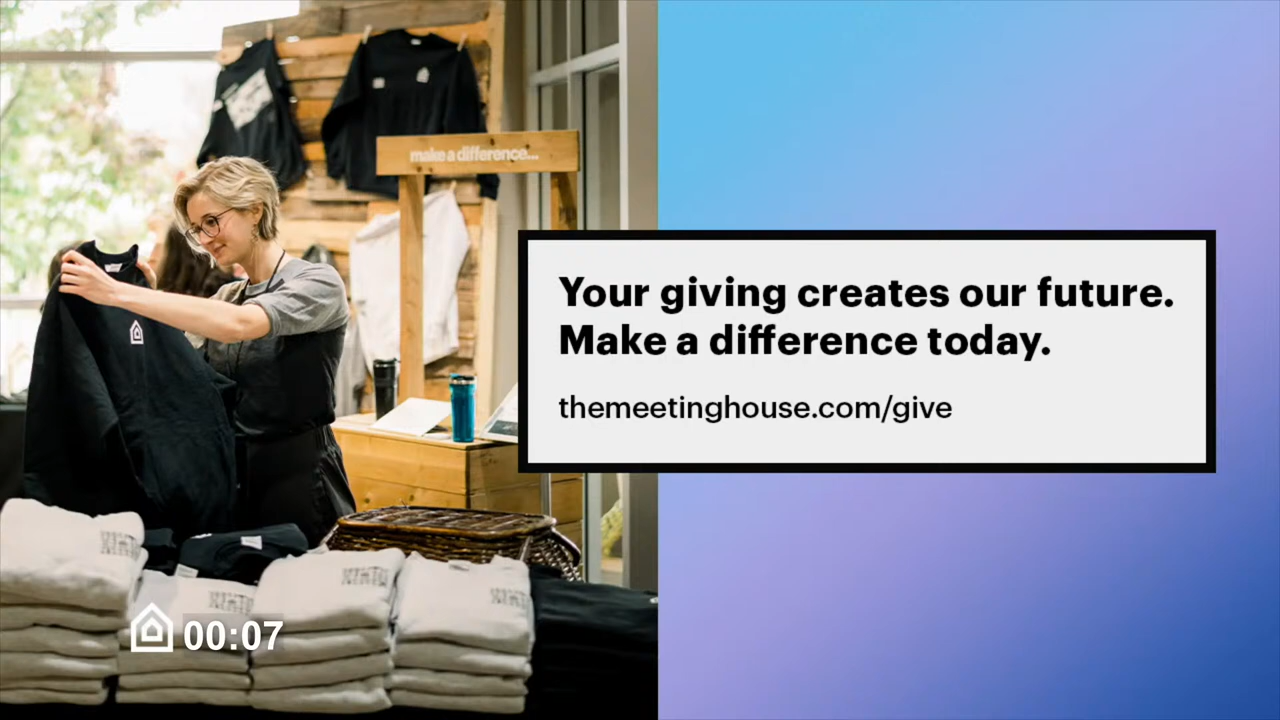 make a difference...
Your giving creates our future.
Make a difference today.
themeetinghouse.com/give
00:07